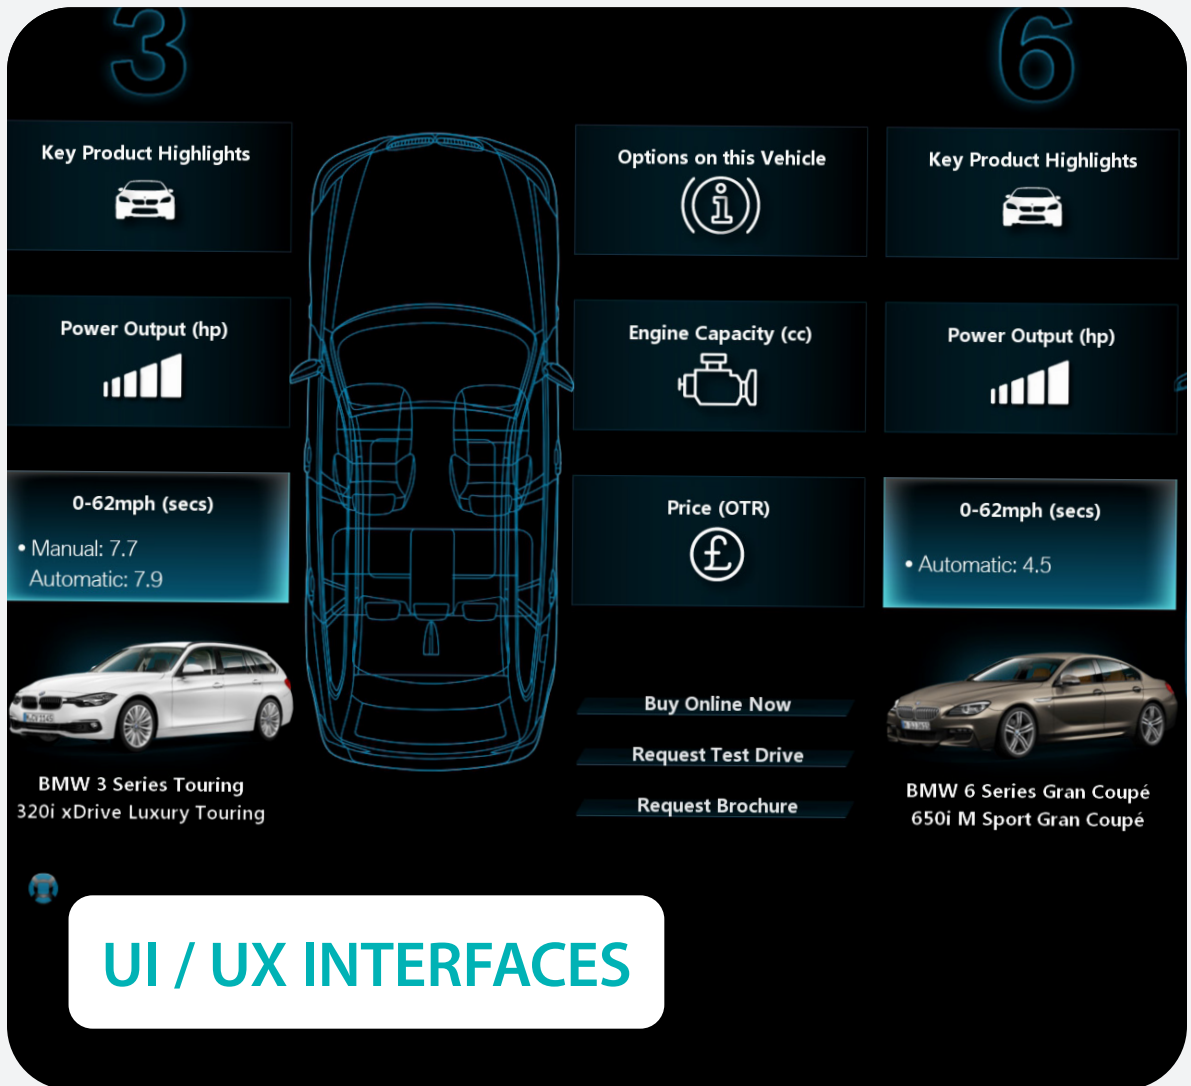 3
6
Key Product Highlights
Options on this Vehicle
Key Product Highlights
Power Output (hp)
Engine Capacity (cc)
Power Output (hp)
0-62mph (secs)
• Manual: 7.7
Automatic: 7.9
Price (OTR)
£
0-62mph (secs)
• Automatic: 4.5
Buy Online Now
Request Test Drive
Request Brochure
BMW 3 Series Touring
320i xDrive Luxury Touring
BMW 6 Series Gran Coupé
650i M Sport Gran Coupé
UI / UX INTERFACES